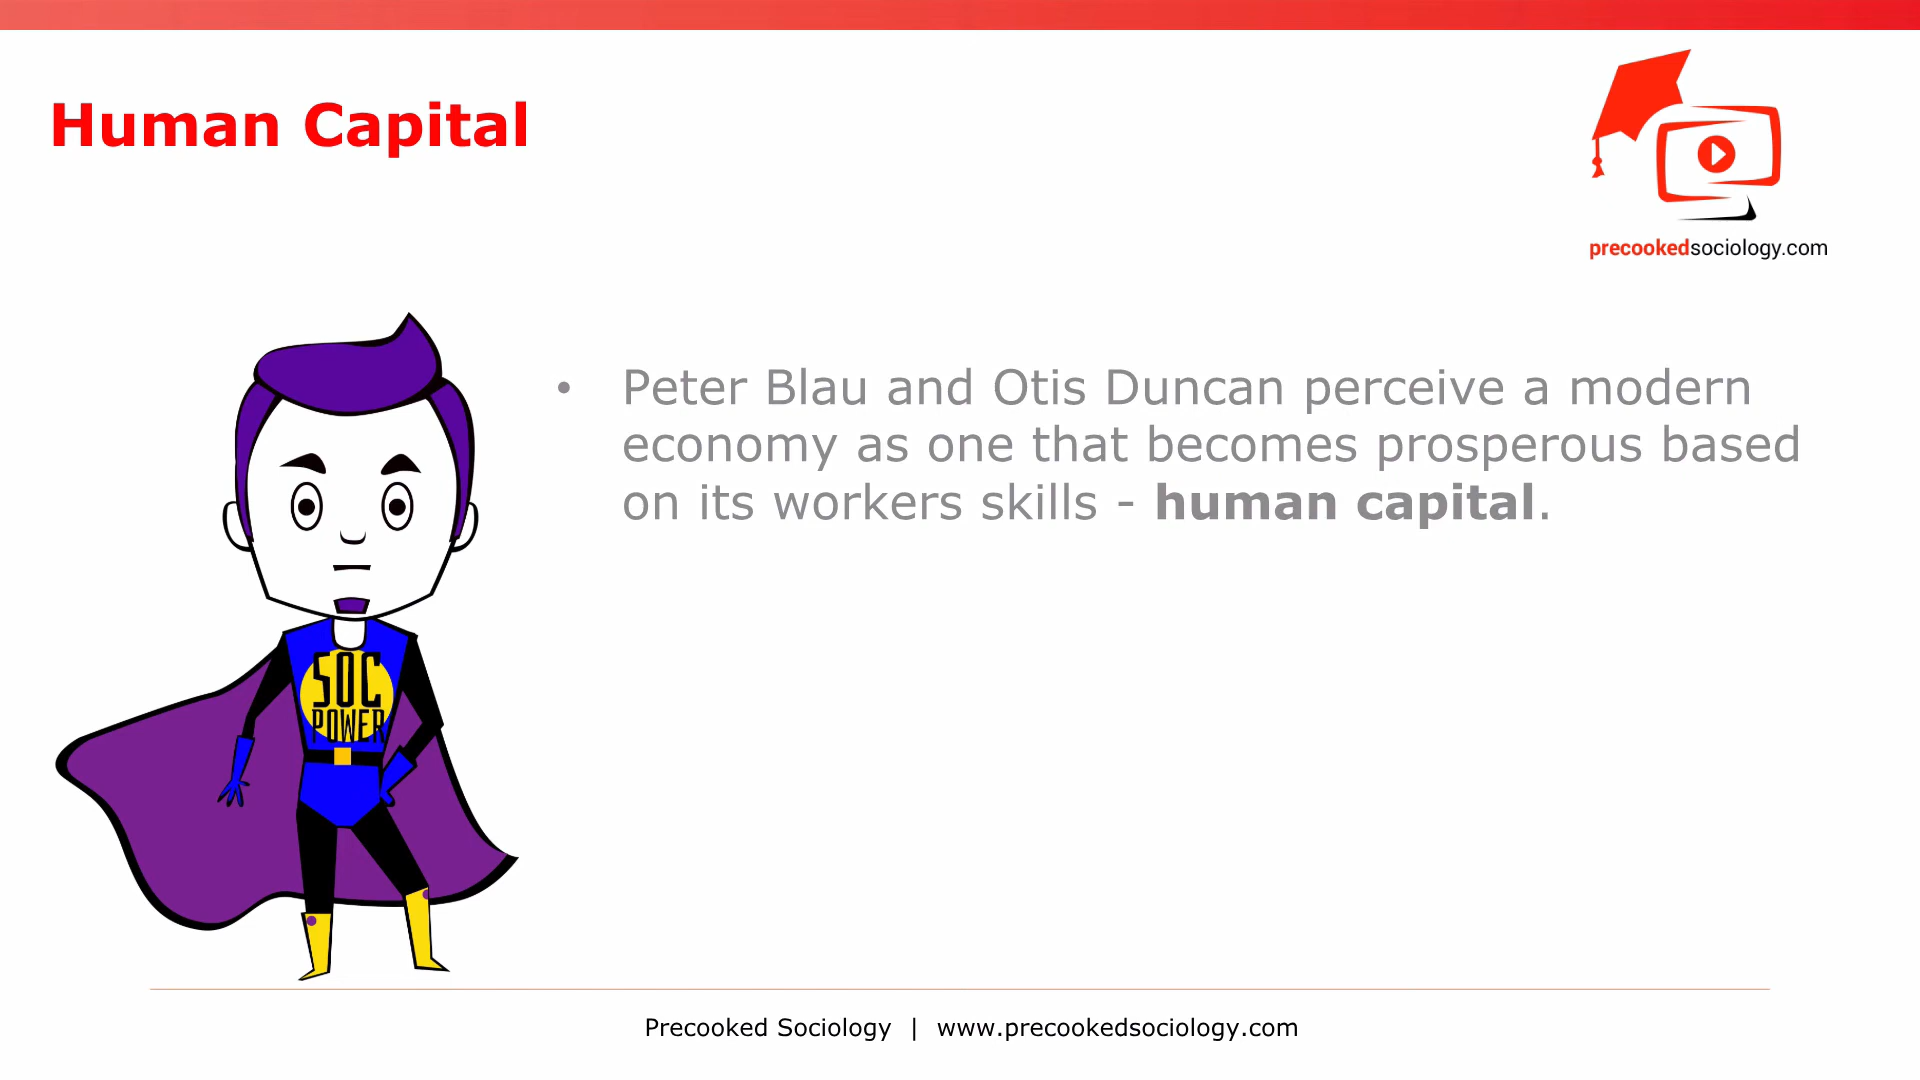 Human Capital
precookedsociology.com
• Peter Blau and Otis Duncan perceive a modern
economy as one that becomes prosperous based
on its workers skills - human capital.
SOC
POWER
Precooked Sociology | www.precookedsociology.com